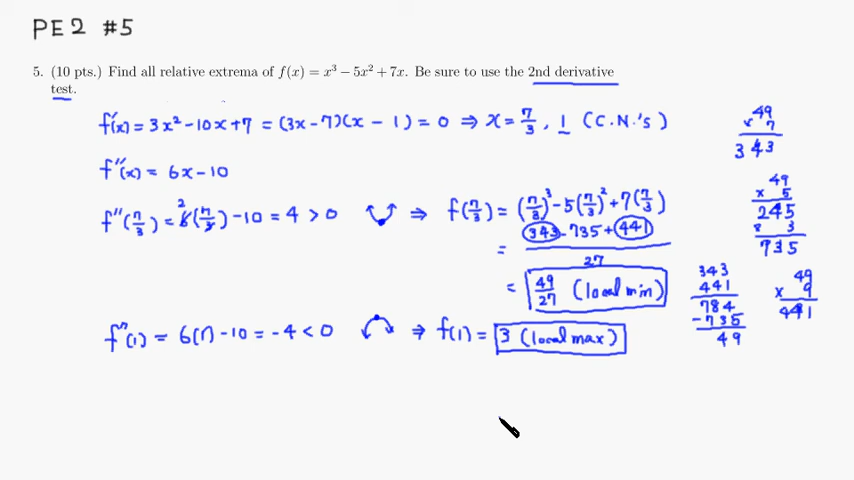 PE2 #5
5. (10 pts.) Find all relative extrema of f(x) = x³ − 5x² + 7x. Be sure to use the 2nd derivative
test.
f'(x) = 3x² - 10x + 7 = (3x - 7)(x - 1) = 0 ⇒ x = 7/3, 1 (C.N.'s)
f''(x) = 6x - 10
f''(7/3) = 6(7/3) - 10 = 4 > 0 ⇒ f(7/3) = (7/3)³ - 5(7/3)² + 7(7/3)
2
= 343 - 735 + 441
27
= 49/27 (local min)
f''(1) = 6(1) - 10 = -4 < 0 ⇒ f(1) = 3 (local max)
49
× 7
343
49
× 5
245
× 3
735
343
441
784
- 735
49
49
× 9
441